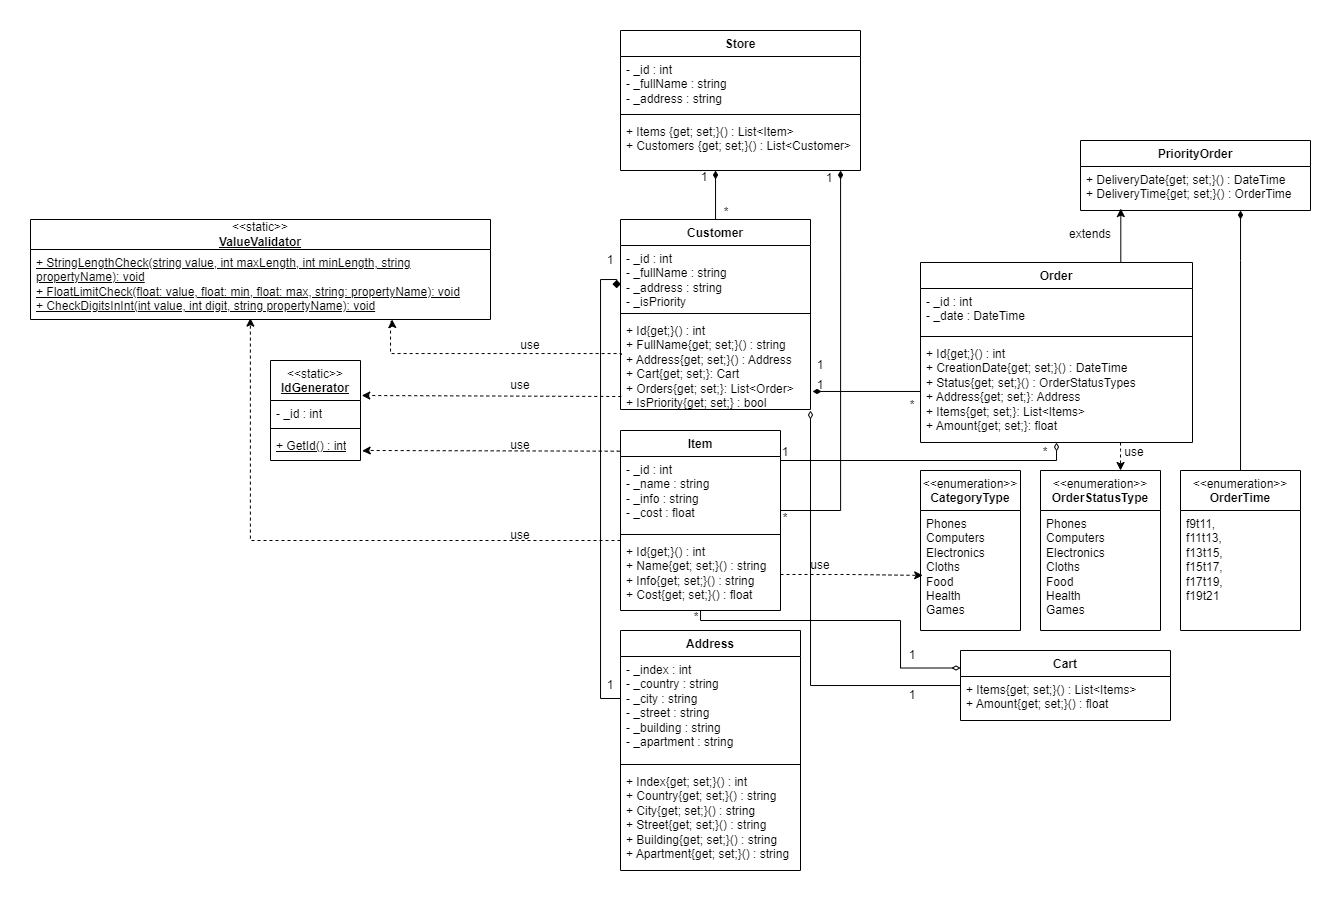 Store
- _id : int
- _fullName : string
- _address : string
+ Items {get; set;}() : List<Item>
+ Customers {get; set;}() : List<Customer>
1
1
*
PriorityOrder
+ DeliveryDate{get; set;}() : DateTime
+ DeliveryTime{get; set;}() : OrderTime
extends
<<static>>
ValueValidator
+ StringLengthCheck(string value, int maxLength, int minLength, string
propertyName): void
+ FloatLimitCheck(float: value, float: min, float: max, string: propertyName): void
+ CheckDigitsInInt(int value, int digit, string propertyName): void
Customer
- _id : int
- _fullName : string
- _address : string
- _isPriority
+ Id{get;}() : int
+ FullName{get; set;}() : string
+ Address{get; set;}() : Address
+ Cart{get; set;}: Cart
+ Orders{get; set;}: List<Order>
+ IsPriority{get; set;} : bool
1
use
use
1
1
*
Order
- _id : int
- _date : DateTime
+ Id{get;}() : int
+ CreationDate{get; set;}() : DateTime
+ Status{get; set;}() : OrderStatusTypes
+ Address{get; set;}: Address
+ Items{get; set;}: List<Items>
+ Amount{get; set;}: float
<<static>>
IdGenerator
- _id : int
+ GetId() : int
use
use
Item
- _id : int
- _name : string
- _info : string
- _cost : float
+ Id{get;}() : int
+ Name{get; set;}() : string
+ Info{get; set;}() : string
+ Cost{get; set;}() : float
1
*
use
*
use
*
<<enumeration>>
CategoryType
Phones
Computers
Electronics
Cloths
Food
Health
Games
<<enumeration>>
OrderStatusType
Phones
Computers
Electronics
Cloths
Food
Health
Games
<<enumeration>>
OrderTime
f9t11,
f11t13,
f13t15,
f15t17,
f17t19,
f19t21
1
Address
- _index : int
- _country : string
- _city : string
- _street : string
- _building : string
- _apartment : string
+ Index{get; set;}() : int
+ Country{get; set;}() : string
+ City{get; set;}() : string
+ Street{get; set;}() : string
+ Building{get; set;}() : string
+ Apartment{get; set;}() : string
1
1
Cart
+ Items{get; set;}() : List<Items>
+ Amount{get; set;}() : float